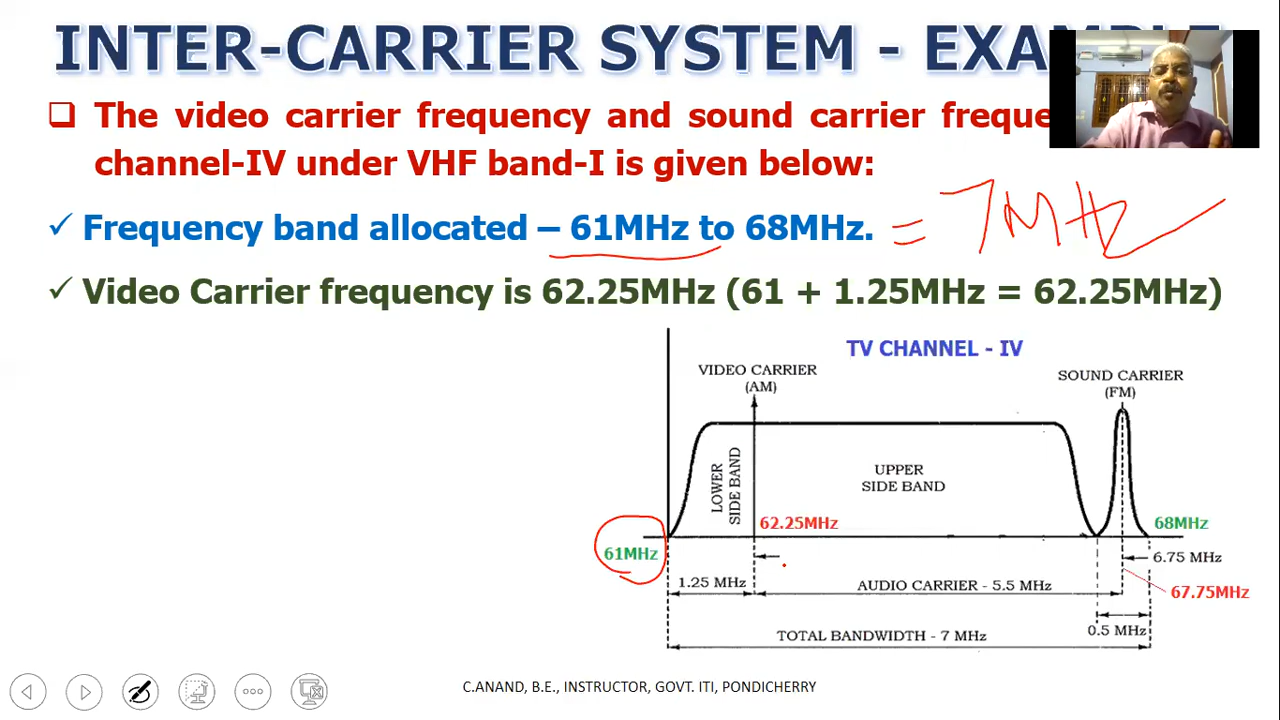 INTER-CARRIER SYSTEM - EXAMPLE
❑ The video carrier frequency and sound carrier
channel-IV under VHF band-I is given below:
✓ Frequency band allocated – 61MHz to 68MHz. = 7MHz
✓ Video Carrier frequency is 62.25MHz (61 + 1.25MHz = 62.25MHz)
TV CHANNEL - IV
VIDEO CARRIER
(AM)
SOUND CARRIER
(FM)
LOWER
SIDE BAND
UPPER
SIDE BAND
62.25MHz
68MHz
61MHz
6.75 MHz
1.25 MHz
AUDIO CARRIER - 5.5 MHz
67.75MHz
0.5 MHz
TOTAL BANDWIDTH - 7 MHz
C.ANAND, B.E., INSTRUCTOR, GOVT. ITI, PONDICHERRY